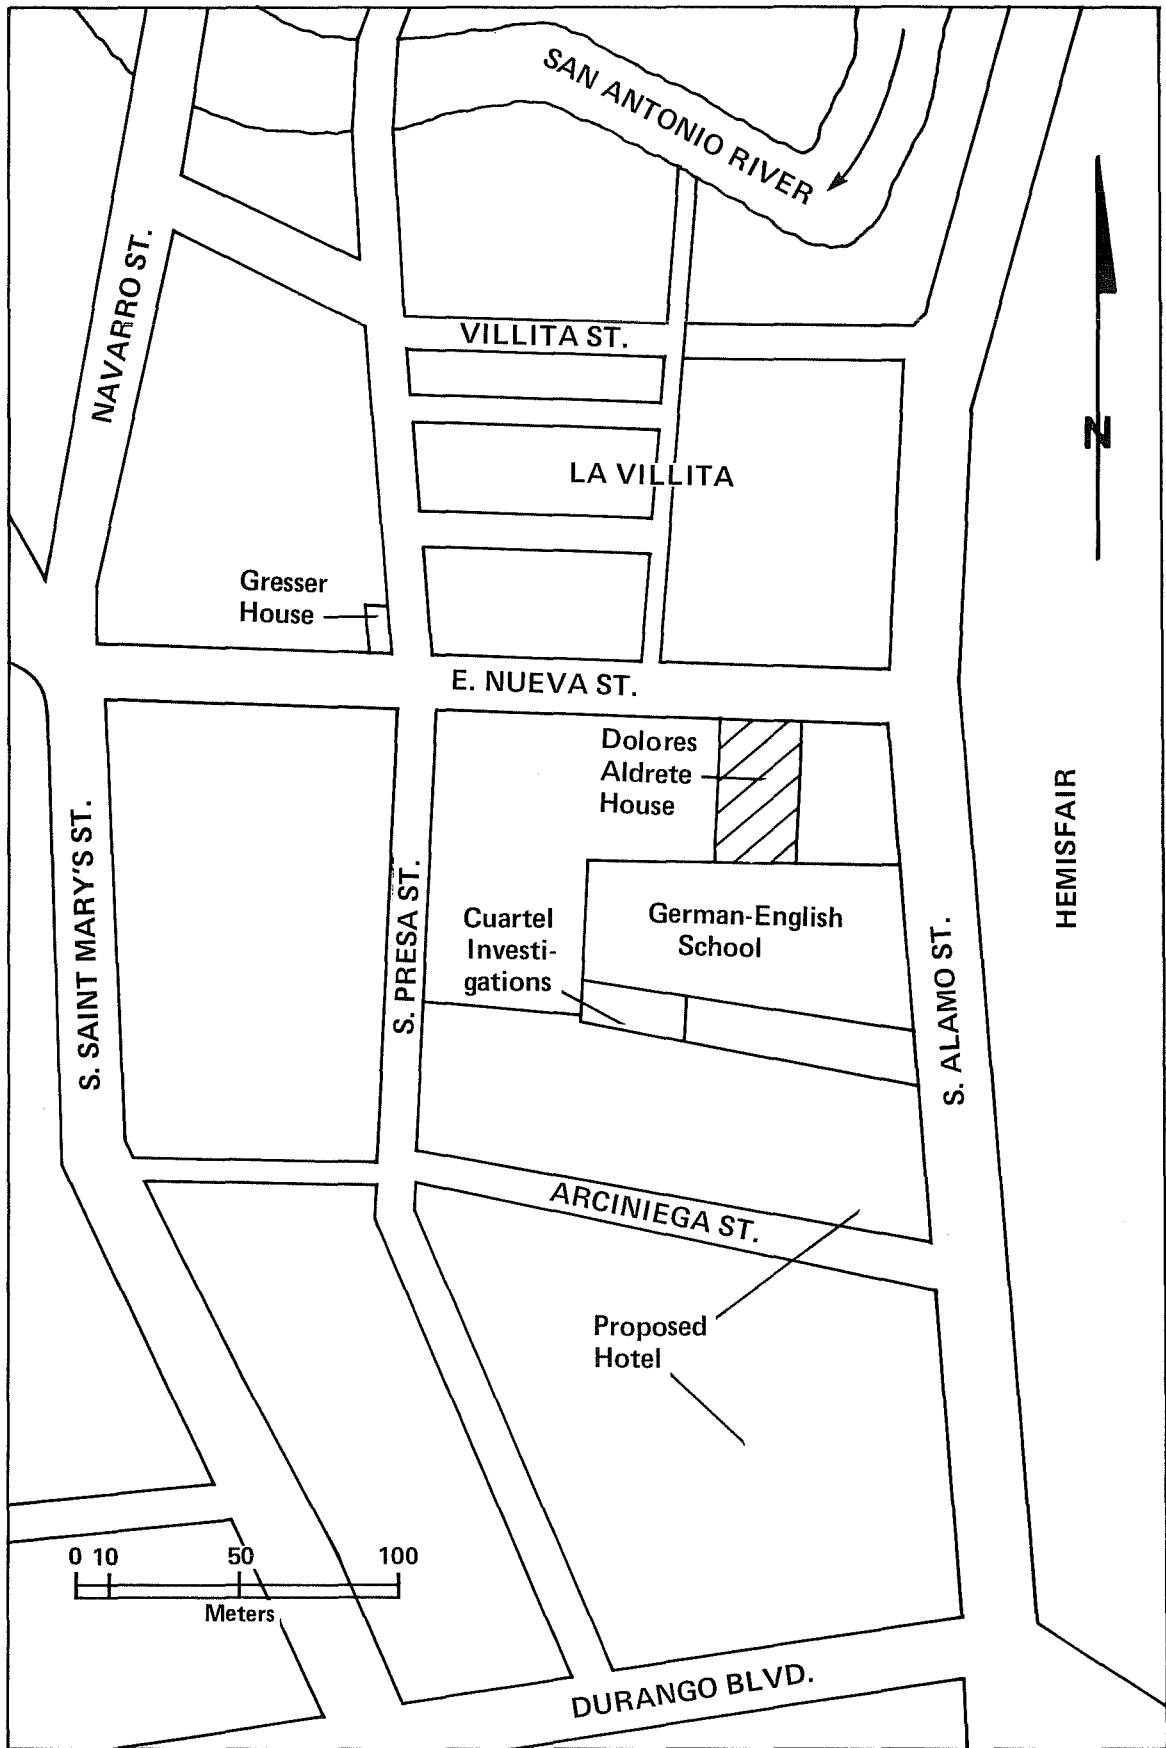 SAN ANTONIO RIVER
NAVARRO ST.
VILLITA ST.
N
LA VILLITA
Gresser
House
E. NUEVA ST.
Dolores
Aldrete
House
HEMISFAIR
S. SAINT MARY'S ST.
S. PRESA ST.
Cuartel
Investi-
gations
German-English
School
S. ALAMO ST.
ARCINIEGA ST.
Proposed
Hotel
0 10 50 100
Meters
DURANGO BLVD.